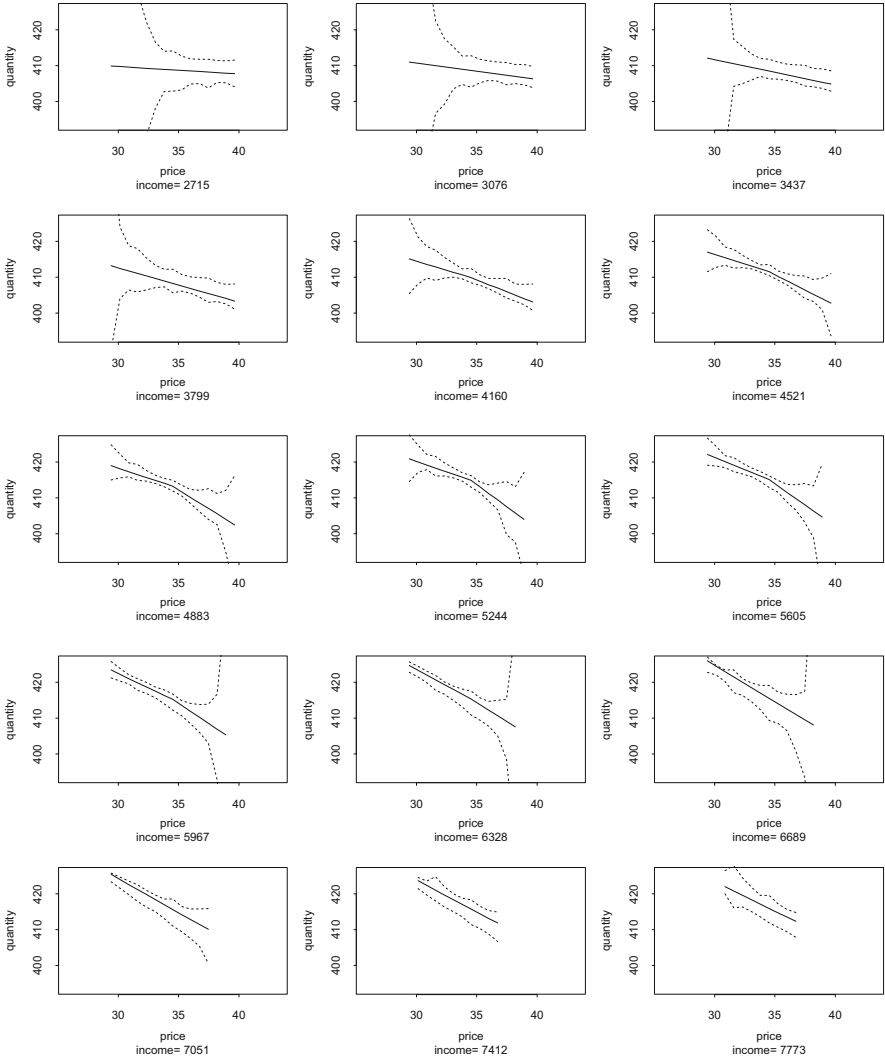 quantity
420
410
400
30 35 40
price
income= 2715
quantity
420
410
400
30 35 40
price
income= 3076
quantity
420
410
400
30 35 40
price
income= 3437
quantity
420
410
400
30 35 40
price
income= 3799
quantity
420
410
400
30 35 40
price
income= 4160
quantity
420
410
400
30 35 40
price
income= 4521
quantity
420
410
400
30 35 40
price
income= 4883
quantity
420
410
400
30 35 40
price
income= 5244
quantity
420
410
400
30 35 40
price
income= 5605
quantity
420
410
400
30 35 40
price
income= 5967
quantity
420
410
400
30 35 40
price
income= 6328
quantity
420
410
400
30 35 40
price
income= 6689
quantity
420
410
400
30 35 40
price
income= 7051
quantity
420
410
400
30 35 40
price
income= 7412
quantity
420
410
400
30 35 40
price
income= 7773